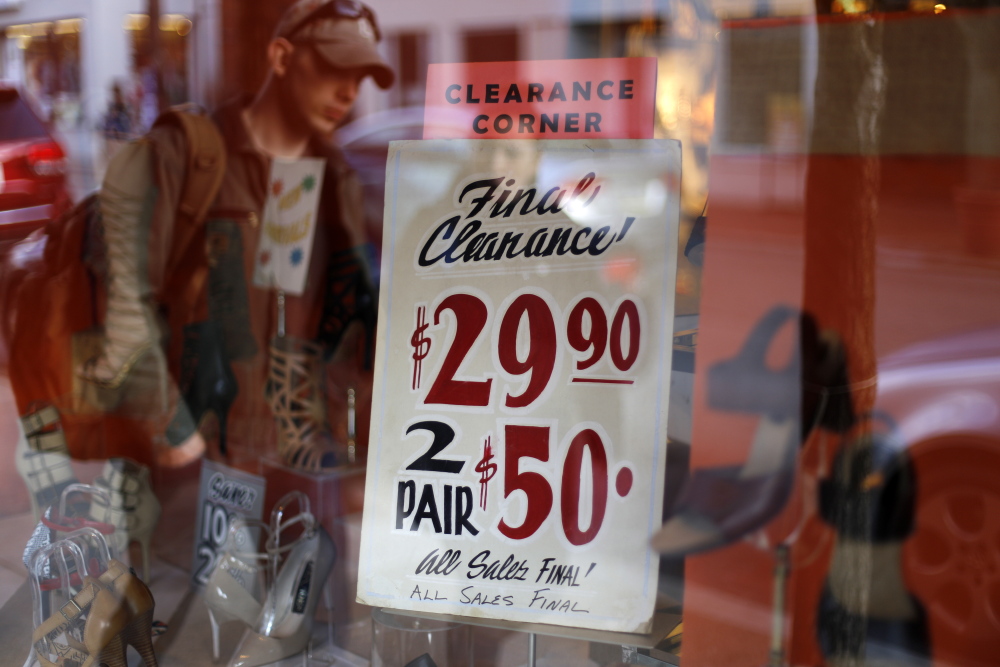 CLEARANCE
CORNER
Final
Clearance!
$29 90
2 PAIR $50.
All Sales FINAL!
ALL SALES FINAL